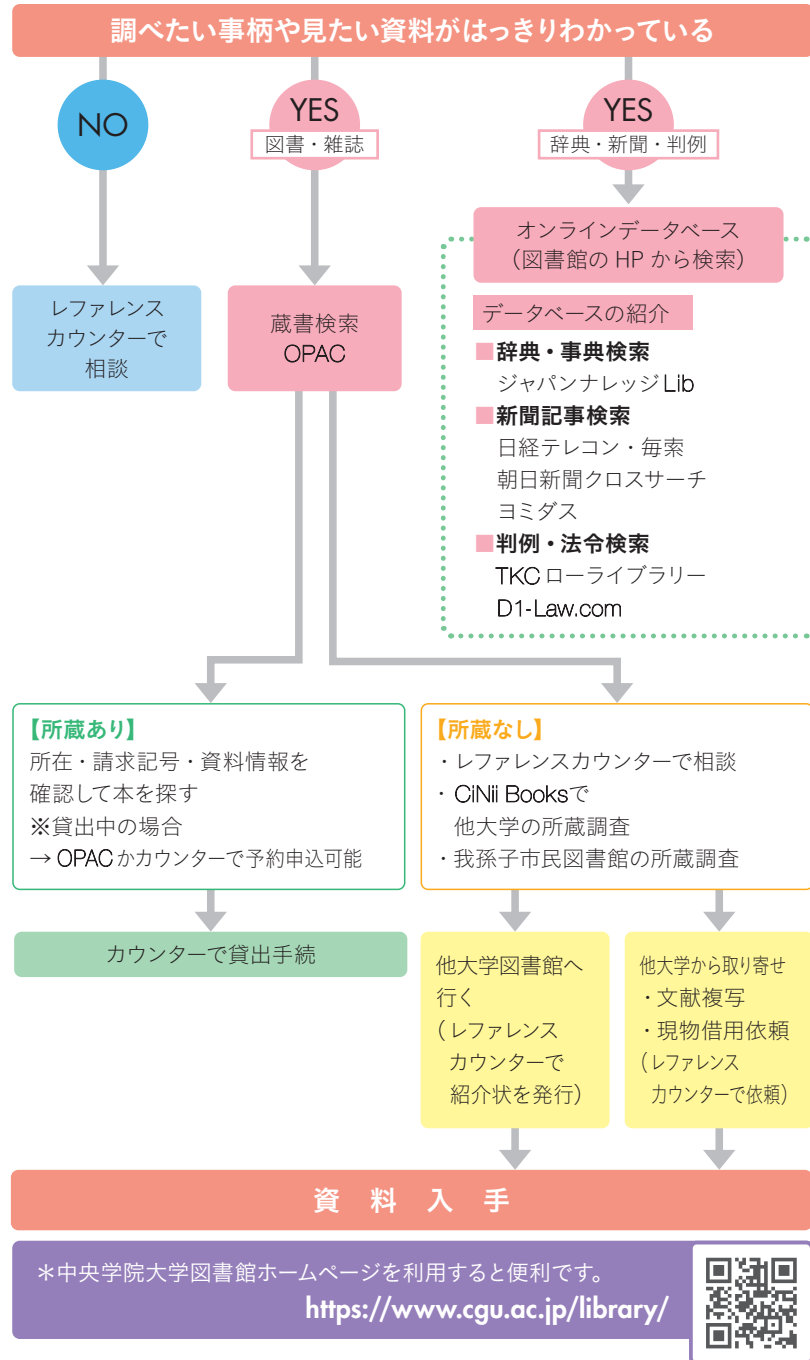 調べたい事柄や見たい資料がはっきりわかっている
NO
YES
図書・雑誌
YES
辞典・新聞・判例
レファレンス
カウンターで
相談
蔵書検索
OPAC
オンラインデータベース
（図書館の HP から検索）
データベースの紹介
■辞典・事典検索
ジャパンナレッジ Lib
■新聞記事検索
日経テレコン・毎索
朝日新聞クロスサーチ
ヨミダス
■判例・法令検索
TKC ローライブラリー
D1-Law.com
【所蔵あり】
所在・請求記号・資料情報を
確認して本を探す
※貸出中の場合
→ OPACかカウンターで予約申込可能
カウンターで貸出手続
【所蔵なし】
・レファレンスカウンターで相談
・CiNii Booksで
他大学の所蔵調査
・我孫子市民図書館の所蔵調査
他大学図書館へ
行く
（レファレンス
カウンターで
紹介状を発行）
他大学から取り寄せ
・文献複写
・現物借用依頼
（レファレンス
カウンターで依頼）
資 料 入 手
＊中央学院大学図書館ホームページを利用すると便利です。
https://www.cgu.ac.jp/library/